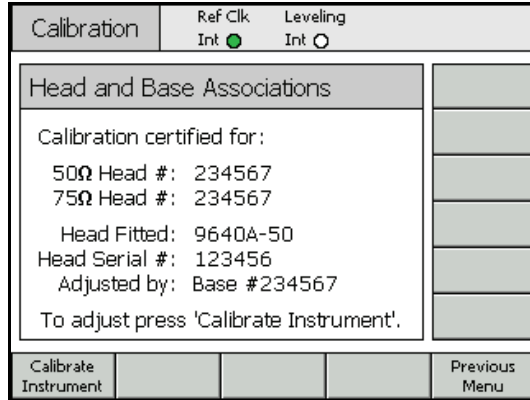 Calibration
Ref Clk Leveling
Int Int
Head and Base Associations
Calibration certified for:
50Ω Head #: 234567
75Ω Head #: 234567
Head Fitted: 9640A-50
Head Serial #: 123456
Adjusted by: Base #234567
To adjust press 'Calibrate Instrument'.
Calibrate Instrument
Previous Menu